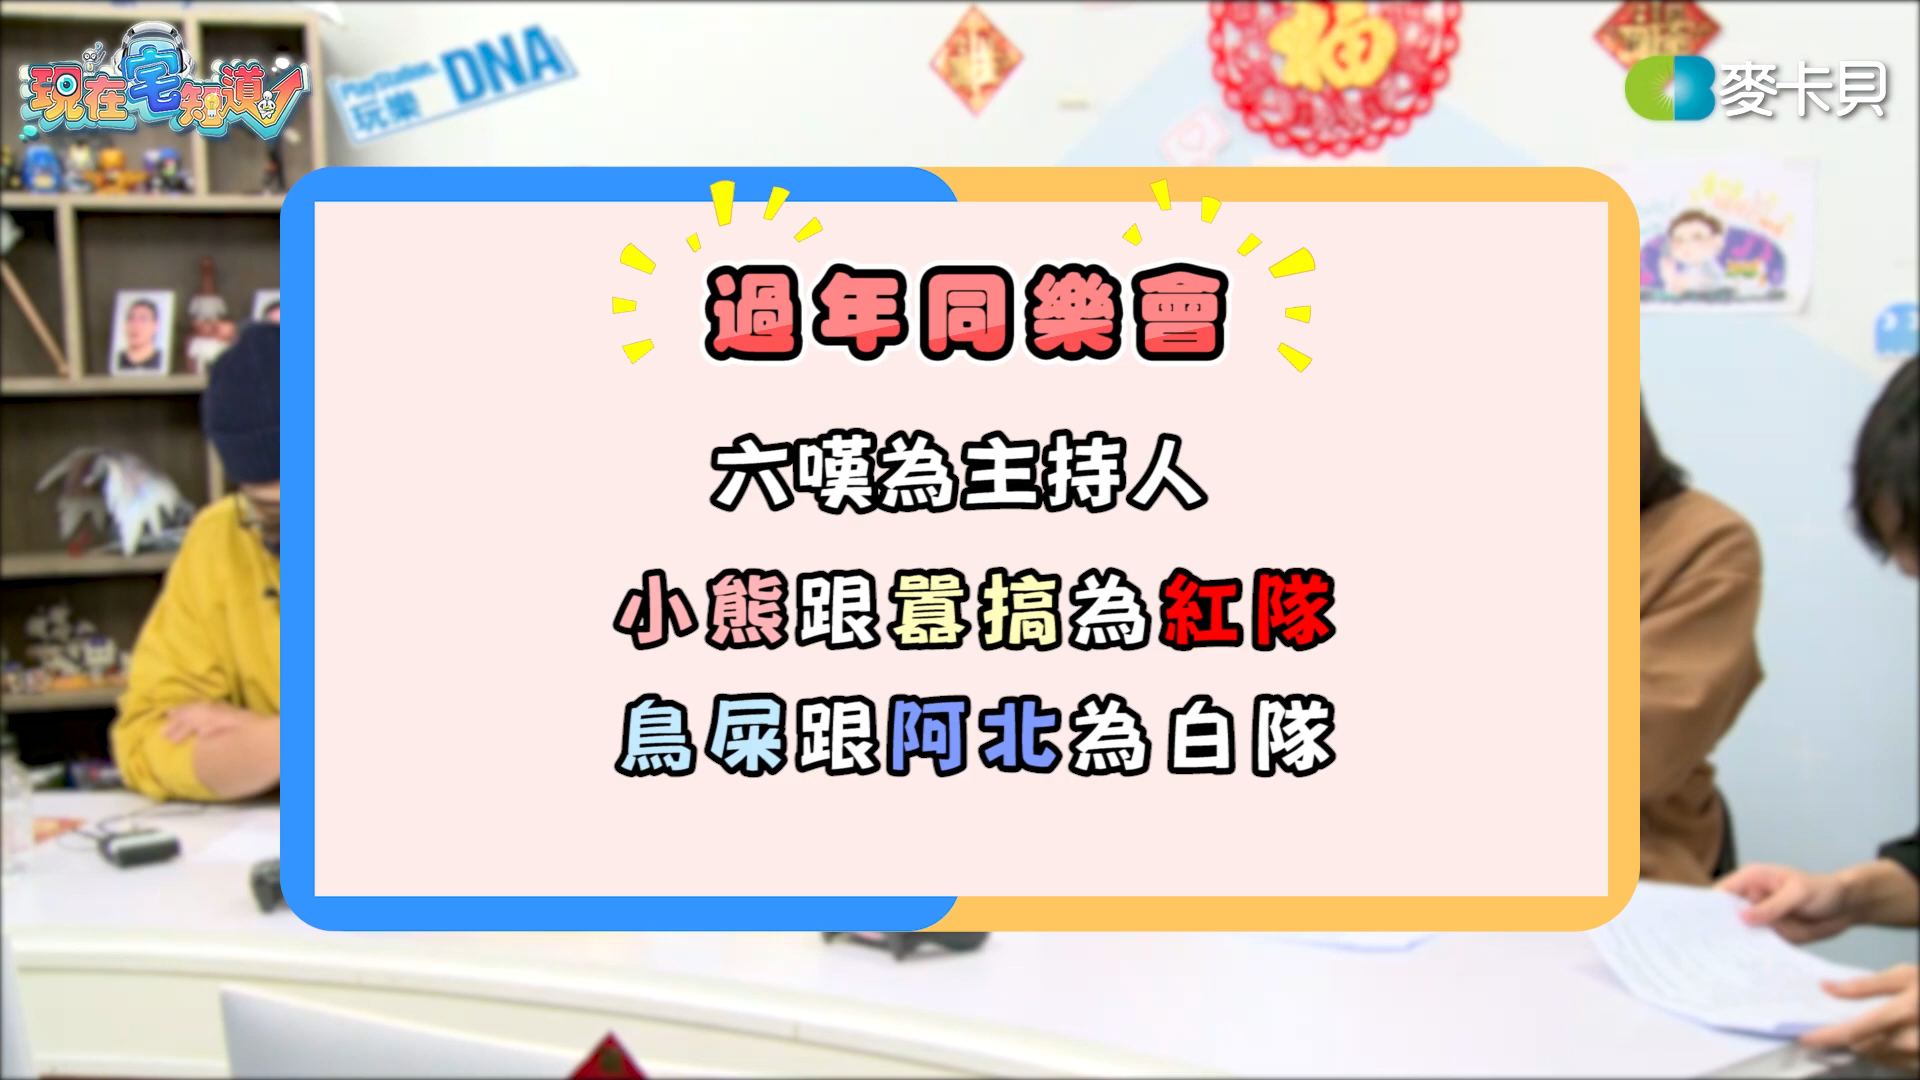 現在宅知道
PlayStation
玩樂 DNA
福
麥卡貝
過年同樂會
六嘆為主持人
小熊跟囂搞為紅隊
鳥屎跟阿北為白隊